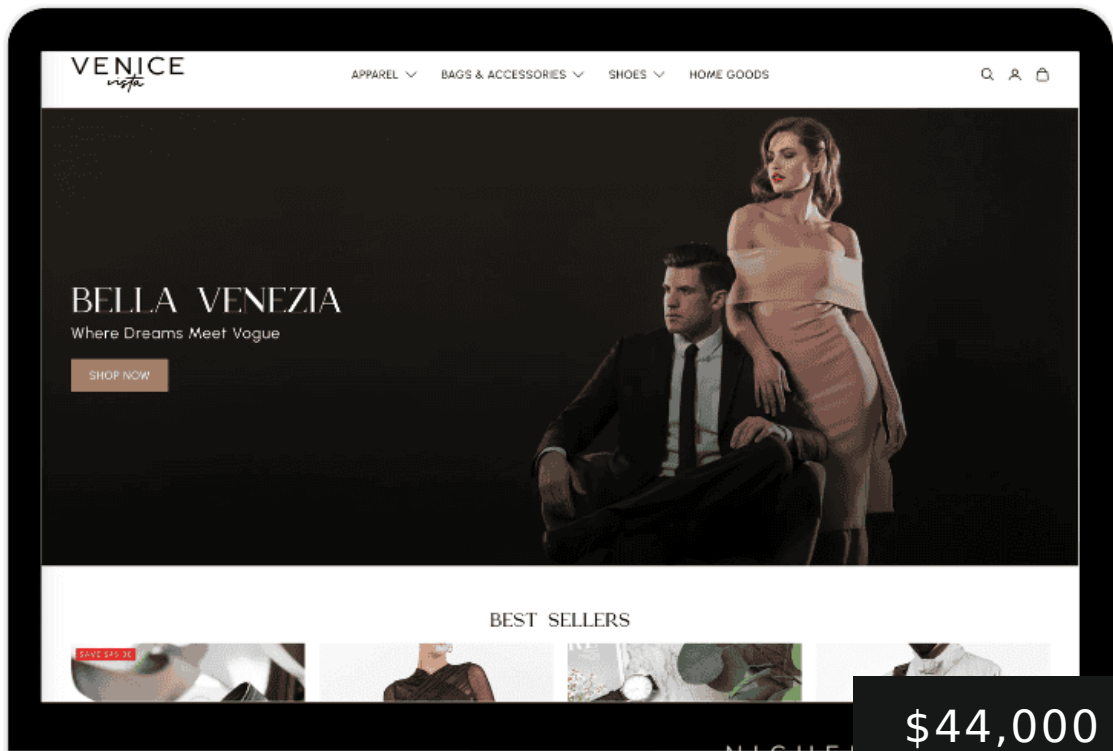 VENICE
vista
APPAREL
BAGS & ACCESSORIES
SHOES
HOME GOODS
BELLA VENEZIA
Where Dreams Meet Vogue
SHOP NOW
BEST SELLERS
$44,000